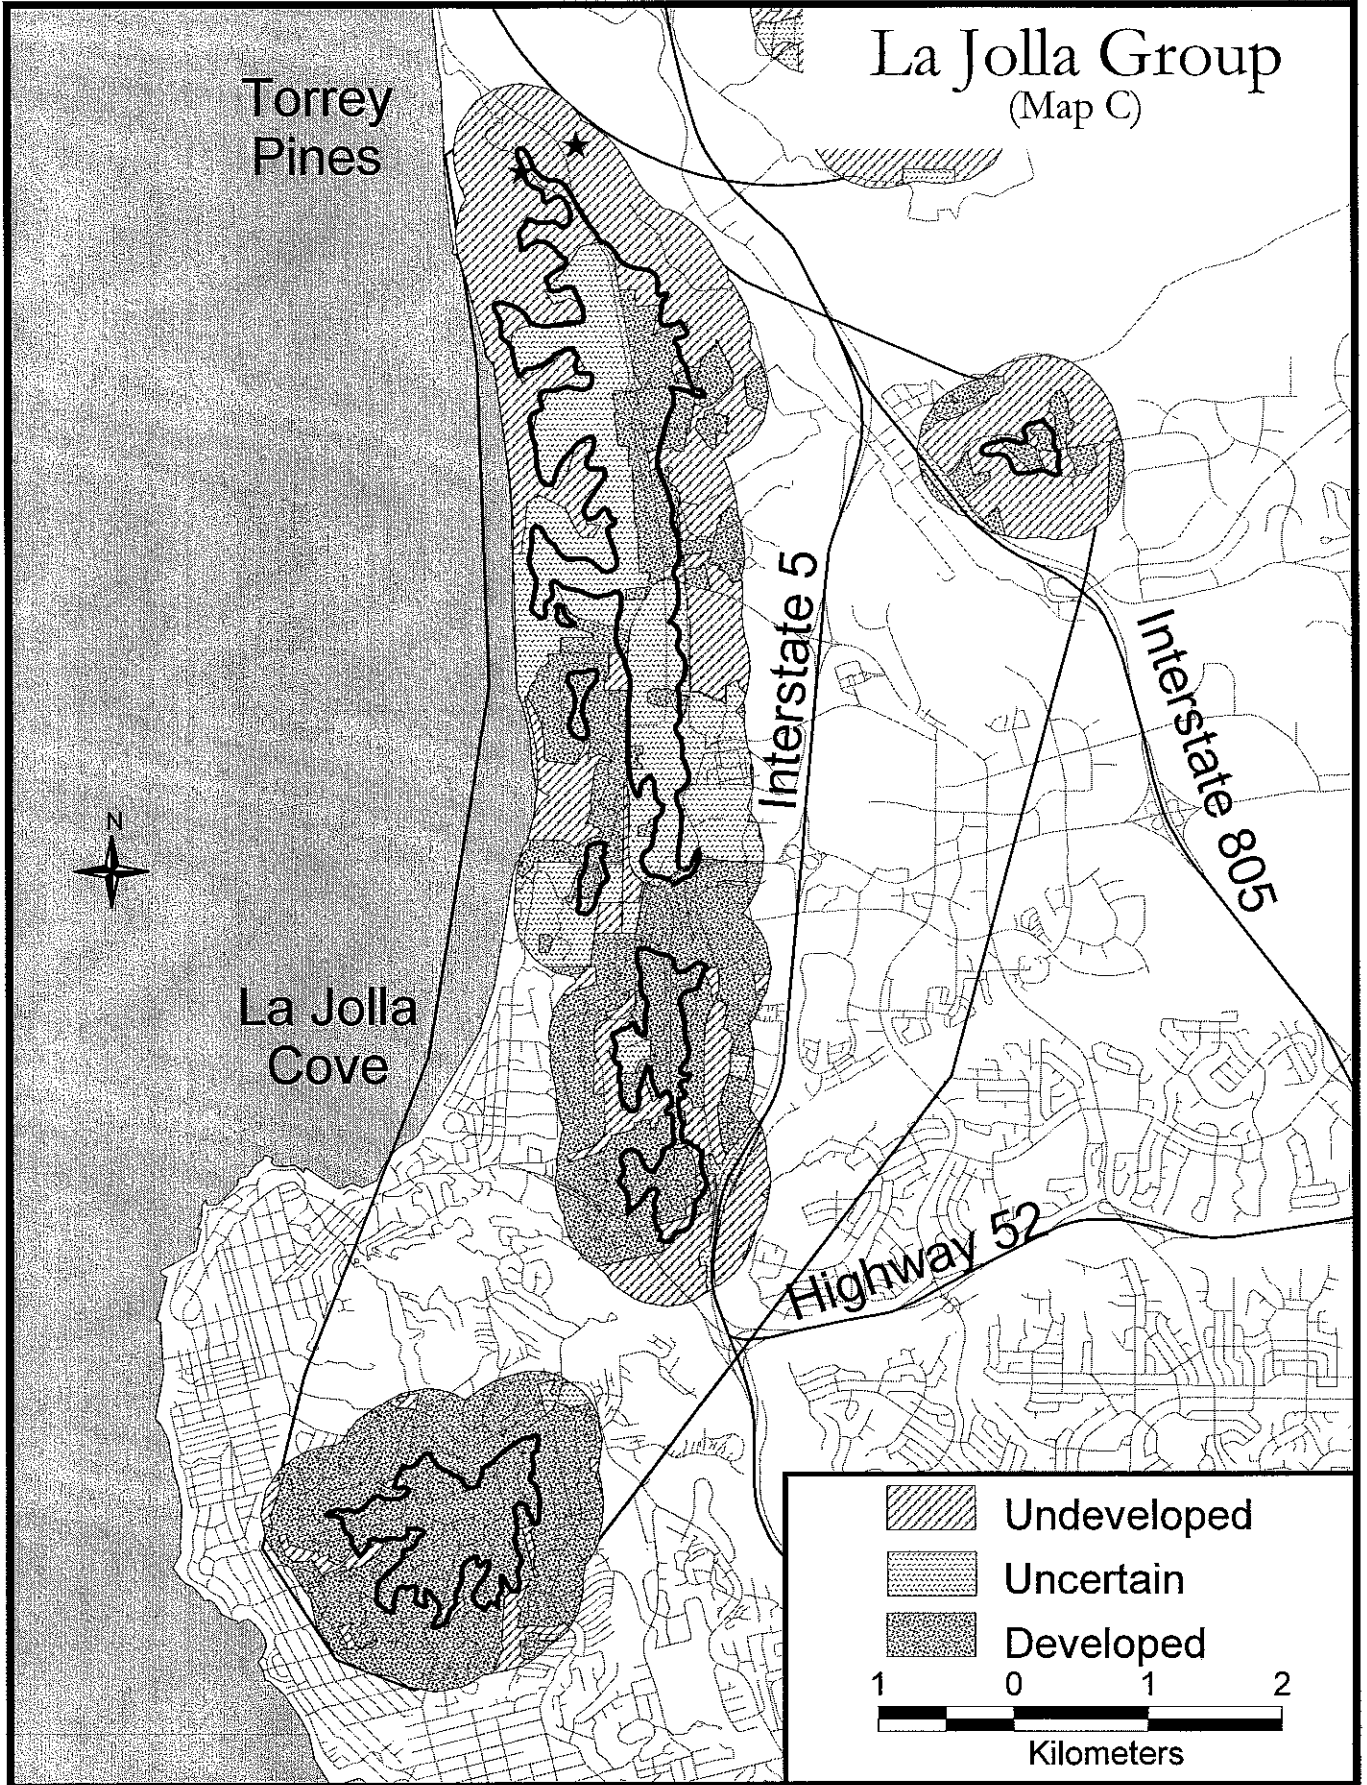 La Jolla Group
(Map C)
Torrey
Pines
Interstate 5
Interstate 805
N
La Jolla
Cove
Highway 52
Undeveloped
Uncertain
Developed
1 0 1 2
Kilometers